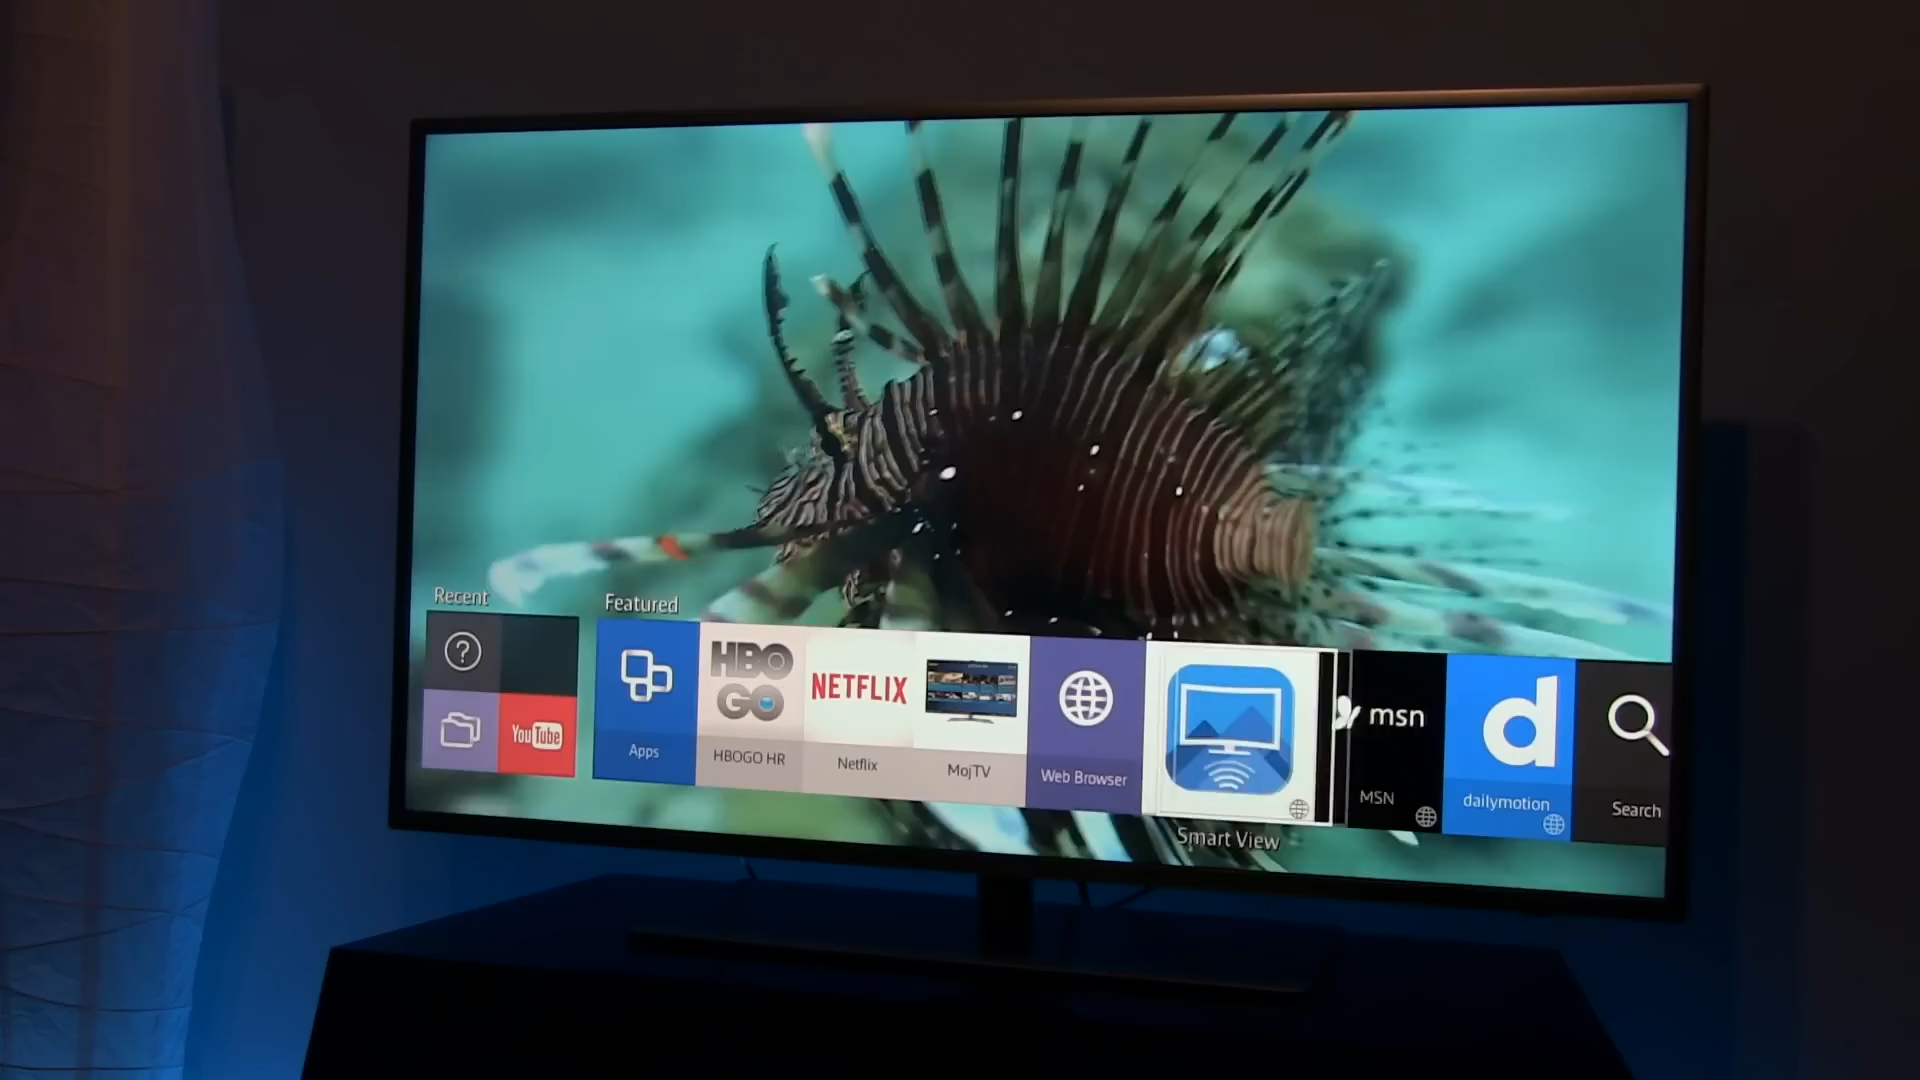 Recent
Featured
?
You Tube
Apps
HBO
GO
HBOGO HR
NETFLIX
Netflix
MojTV
Web Browser
Smart View
msn
MSN
d
dailymotion
Search